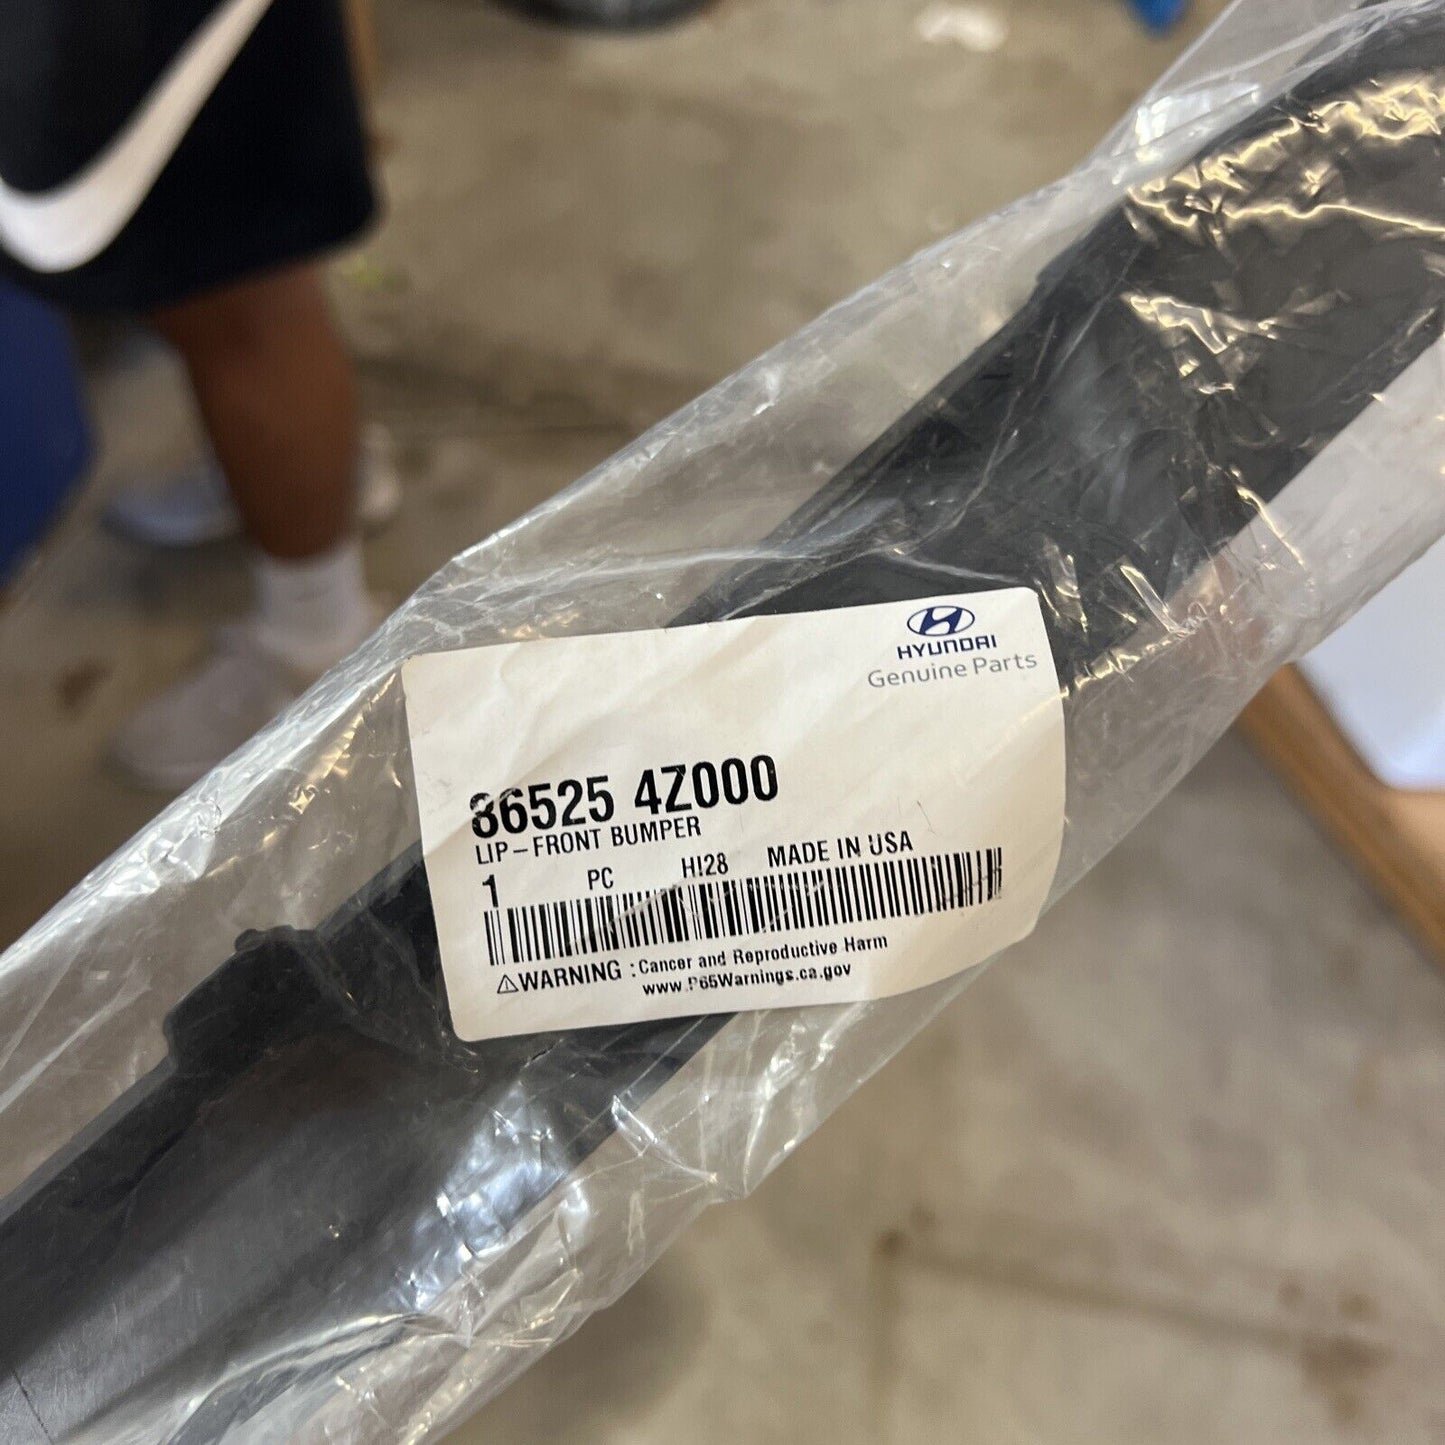 HYUNDAI
Genuine Parts
86525 4Z000
LIP-FRONT BUMPER
1 PC H!28 MADE IN USA
⚠WARNING : Cancer and Reproductive Harm
www.P65Warnings.ca.gov